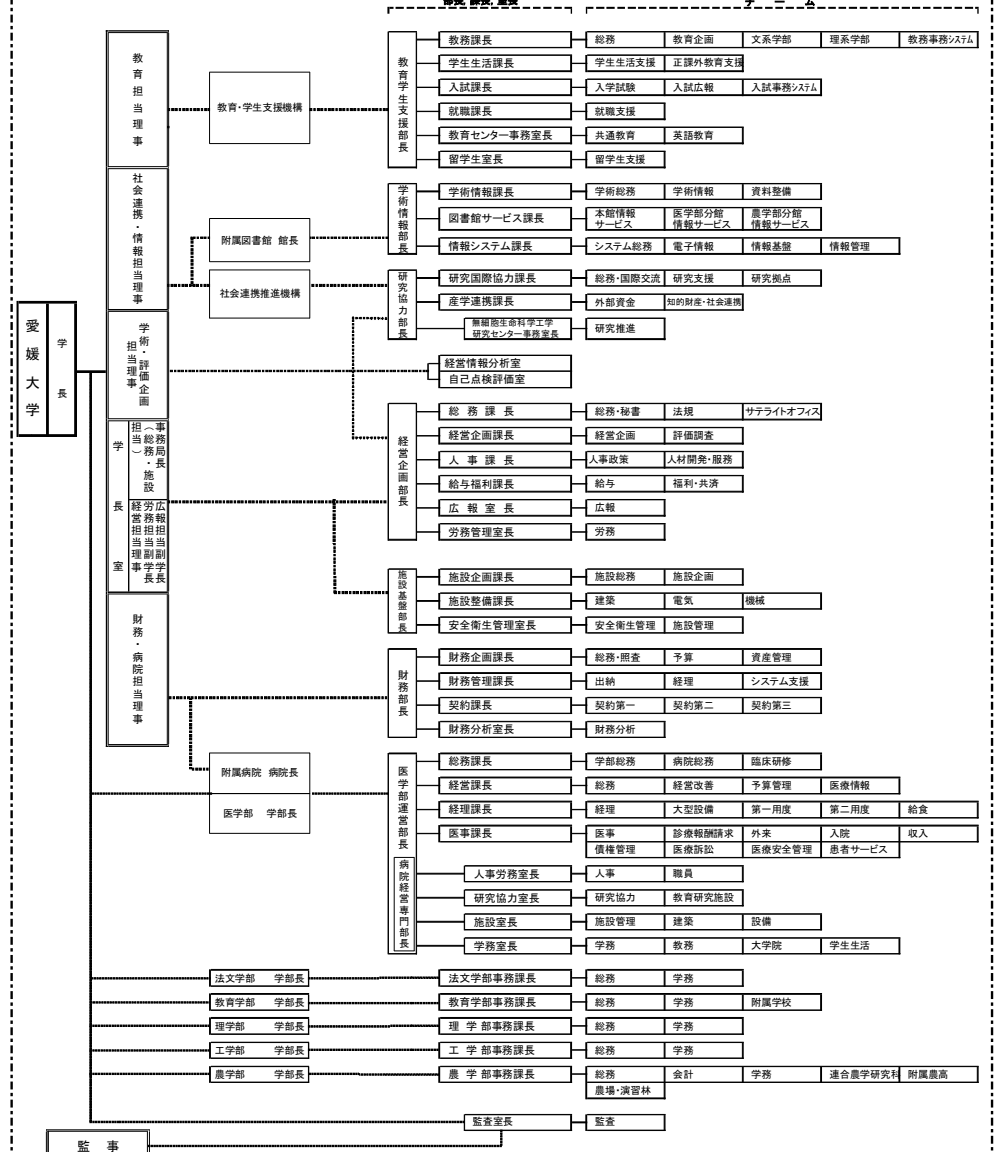 部長, 課長, 室長
チーム
愛媛大学
学長
教育担当理事
教育・学生支援機構
教育学生支援部長
教務課長 総務 教育企画 文系学部 理系学部 教務事務システム
学生生活課長 学生生活支援 正課外教育支援
入試課長 入学試験 入試広報 入試事務システム
就職課長 就職支援
教育センター事務室長 共通教育 英語教育
留学生室長 留学生支援
社会連携・情報担当理事
附属図書館 館長
社会連携推進機構
学術情報部長
学術情報課長 学術総務 学術情報 資料整備
図書館サービス課長 本館情報サービス 医学部分館情報サービス 農学部分館情報サービス
情報システム課長 システム総務 電子情報 情報基盤 情報管理
研究協力部長
研究国際協力課長 総務・国際交流 研究支援 研究拠点
産学連携課長 外部資金 知的財産・社会連携
無細胞生命科学工学
研究センター事務室長 研究推進
学術・評価企画
担当理事
経営情報分析室
自己点検評価室
学長室
事務局長
(総務・施設
担当)
広報担当副学長
労務担当副学長
経営担当理事
経営企画部長
総務課長 総務・秘書 法規 サテライトオフィス
経営企画課長 経営企画 評価調査
人事課長 人事政策 人材開発・服務
給与福利課長 給与 福利・共済
広報室長 広報
労務管理室長 労務
施設基盤部長
施設企画課長 施設総務 施設企画
施設整備課長 建築 電気 機械
安全衛生管理室長 安全衛生管理 施設管理
財務・病院担当理事
財務部長
財務企画課長 総務・照査 予算 資産管理
財務管理課長 出納 経理 システム支援
契約課長 契約第一 契約第二 契約第三
財務分析室長 財務分析
附属病院 病院長
医学部 学部長
医学部運営部長
病院経営専門部長
総務課長 学部総務 病院総務 臨床研修
経営課長 総務 経営改善 予算管理 医療情報
経理課長 経理 大型設備 第一用度 第二用度 給食
医事課長 医事 診療報酬請求 外来 入院 収入
債権管理 医療訴訟 医療安全管理 患者サービス
人事労務室長 人事 職員
研究協力室長 研究協力 教育研究施設
施設室長 施設管理 建築 設備
学務室長 学務 教務 大学院 学生生活
法文学部 学部長 法文学部事務課長 総務 学務
教育学部 学部長 教育学部事務課長 総務 学務 附属学校
理学部 学部長 理学部事務課長 総務 学務
工学部 学部長 工学部事務課長 総務 学務
農学部 学部長 農学部事務課長 総務 会計 学務 連合農学研究科 附属農高
農場・演習林
監査室長 監査
監事